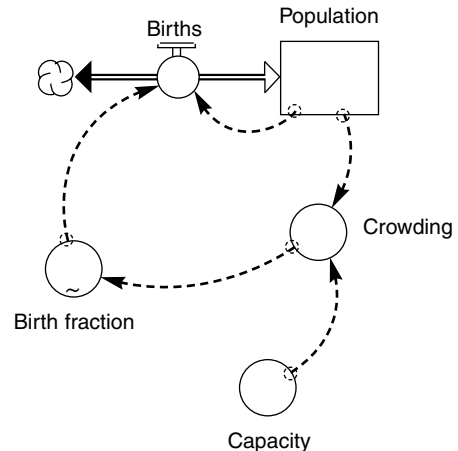 Population
Births
Crowding
Birth fraction
Capacity